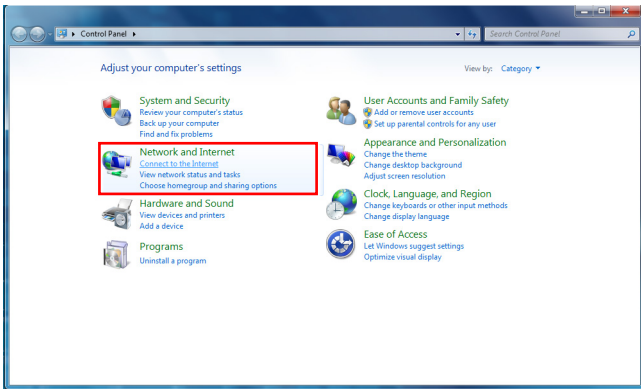 Control Panel
Search Control Panel
Adjust your computer's settings
View by: Category
System and Security
Review your computer's status
Back up your computer
Find and fix problems
Network and Internet
Connect to the Internet
View network status and tasks
Choose homegroup and sharing options
Hardware and Sound
View devices and printers
Add a device
Programs
Uninstall a program
User Accounts and Family Safety
Add or remove user accounts
Set up parental controls for any user
Appearance and Personalization
Change the theme
Change desktop background
Adjust screen resolution
Clock, Language, and Region
Change keyboards or other input methods
Change display language
Ease of Access
Let Windows suggest settings
Optimize visual display